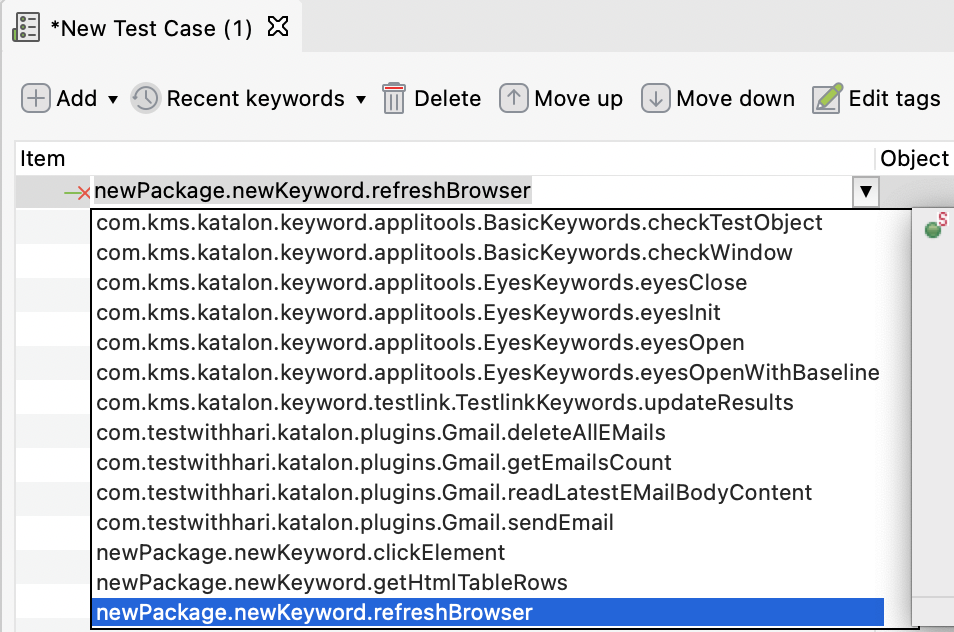 *New Test Case (1)
Add Recent keywords Delete Move up Move down Edit tags
Item Object
newPackage.newKeyword.refreshBrowser
com.kms.katalon.keyword.applitools.BasicKeywords.checkTestObject
S
com.kms.katalon.keyword.applitools.BasicKeywords.checkWindow
com.kms.katalon.keyword.applitools.EyesKeywords.eyesClose
com.kms.katalon.keyword.applitools.EyesKeywords.eyesInit
com.kms.katalon.keyword.applitools.EyesKeywords.eyesOpen
com.kms.katalon.keyword.applitools.EyesKeywords.eyesOpenWithBaseline
com.kms.katalon.keyword.testlink.TestlinkKeywords.updateResults
com.testwithhari.katalon.plugins.Gmail.deleteAllEMails
com.testwithhari.katalon.plugins.Gmail.getEmailsCount
com.testwithhari.katalon.plugins.Gmail.readLatestEMailBodyContent
com.testwithhari.katalon.plugins.Gmail.sendEmail
newPackage.newKeyword.clickElement
newPackage.newKeyword.getHtmlTableRows
newPackage.newKeyword.refreshBrowser